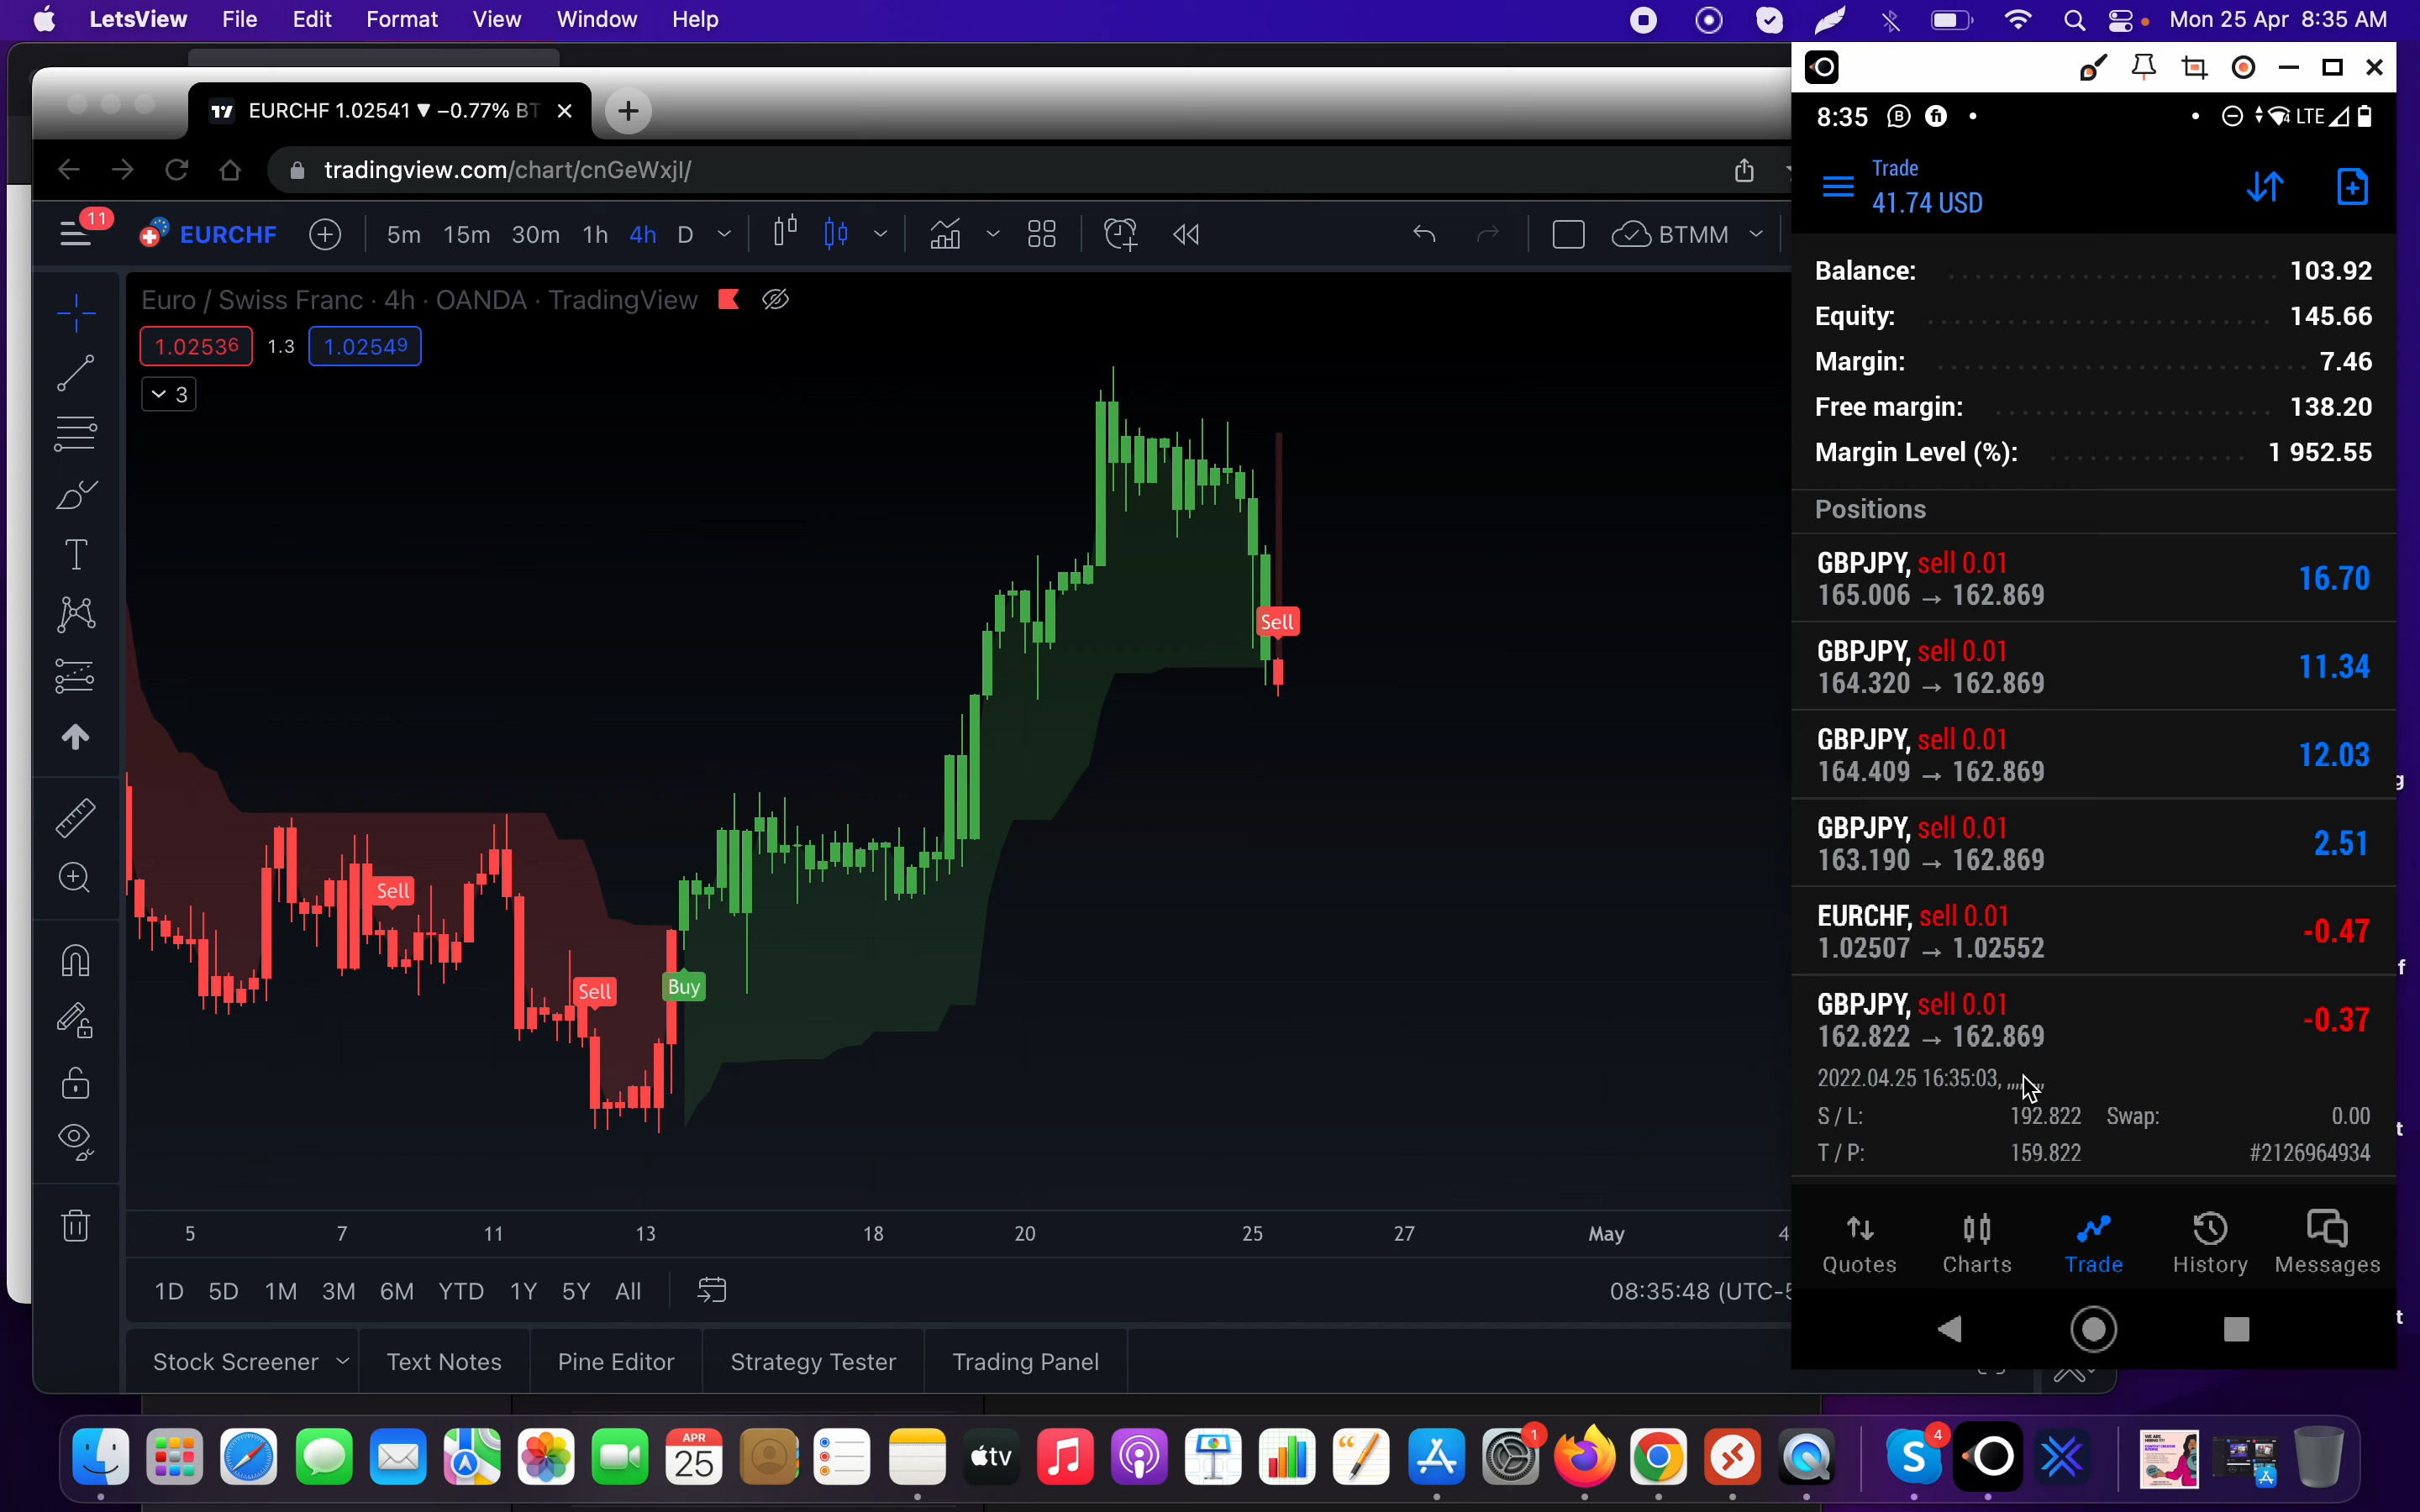 LetsView File Edit Format View Window Help
Mon 25 Apr 8:35 AM
EURCHF 1.02541 ▼ −0.77% BT
tradingview.com/chart/cnGeWxjI/
11
EURCHF
5m 15m 30m 1h 4h D
BTMM
Euro / Swiss Franc · 4h · OANDA · TradingView
1.02536 1.3 1.02549
3
Sell
Sell
Sell
Buy
5 7 11 13 18 20 25 27 May 4
1D 5D 1M 3M 6M YTD 1Y 5Y All
08:35:48 (UTC-5
Stock Screener Text Notes Pine Editor Strategy Tester Trading Panel
8:35
LTE
Trade
41.74 USD
Balance: 103.92
Equity: 145.66
Margin: 7.46
Free margin: 138.20
Margin Level (%): 1 952.55
Positions
GBPJPY, sell 0.01
165.006 → 162.869
16.70
GBPJPY, sell 0.01
164.320 → 162.869
11.34
GBPJPY, sell 0.01
164.409 → 162.869
12.03
GBPJPY, sell 0.01
163.190 → 162.869
2.51
EURCHF, sell 0.01
1.02507 → 1.02552
-0.47
GBPJPY, sell 0.01
162.822 → 162.869
-0.37
2022.04.25 16:35:03,
S / L: 192.822 Swap: 0.00
T / P: 159.822 #2126964934
Quotes Charts Trade History Messages
APR
25
tv
1
4